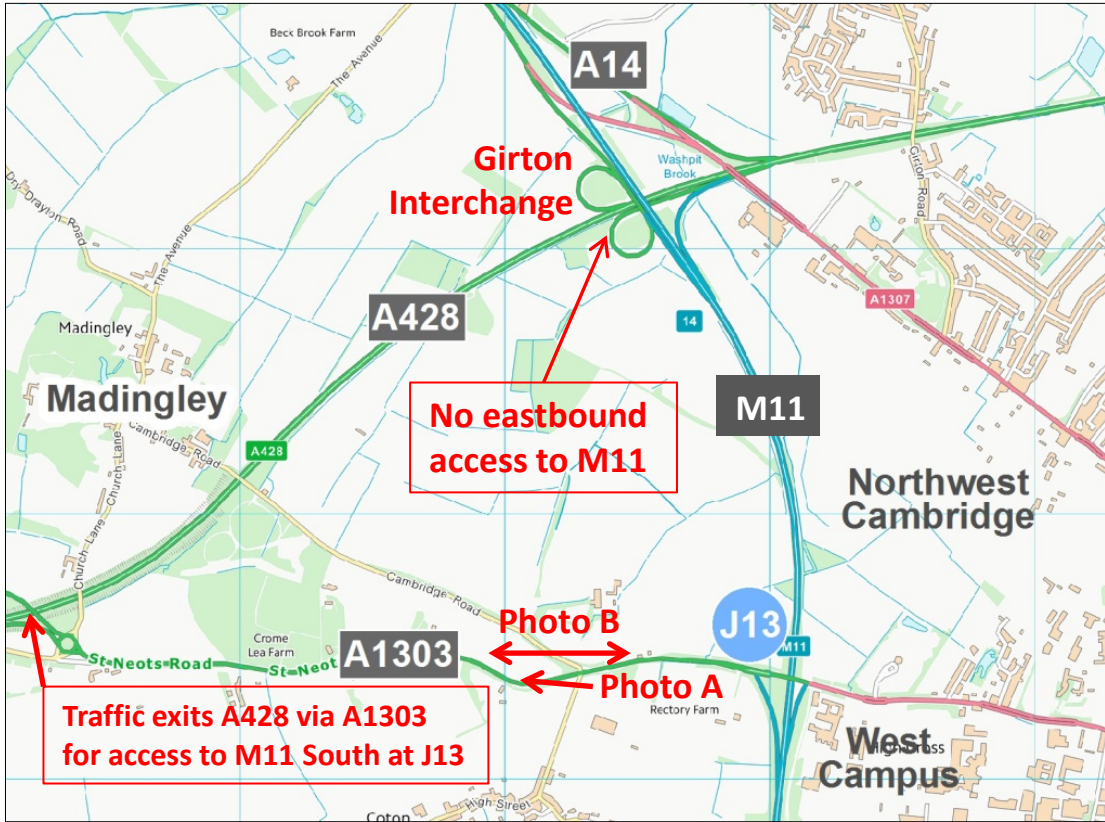 Beck Brook Farm
The Avenue
A14
Girton
Interchange
Washpit
Brook
Girton Road
Dry Drayton Road
The Avenue
A1307
A428
14
Madingley
Madingley
No eastbound
access to M11
M11
Cambridge Road
A428
Church Lane
Northwest
Cambridge
Church Lane
Cambridge Road
Photo B
J13
Crome
Lea Farm
A1303
M11
St Neots Road
St Neot
Photo A
Rectory Farm
Traffic exits A428 via A1303
for access to M11 South at J13
West
Campus
High Street
Coton